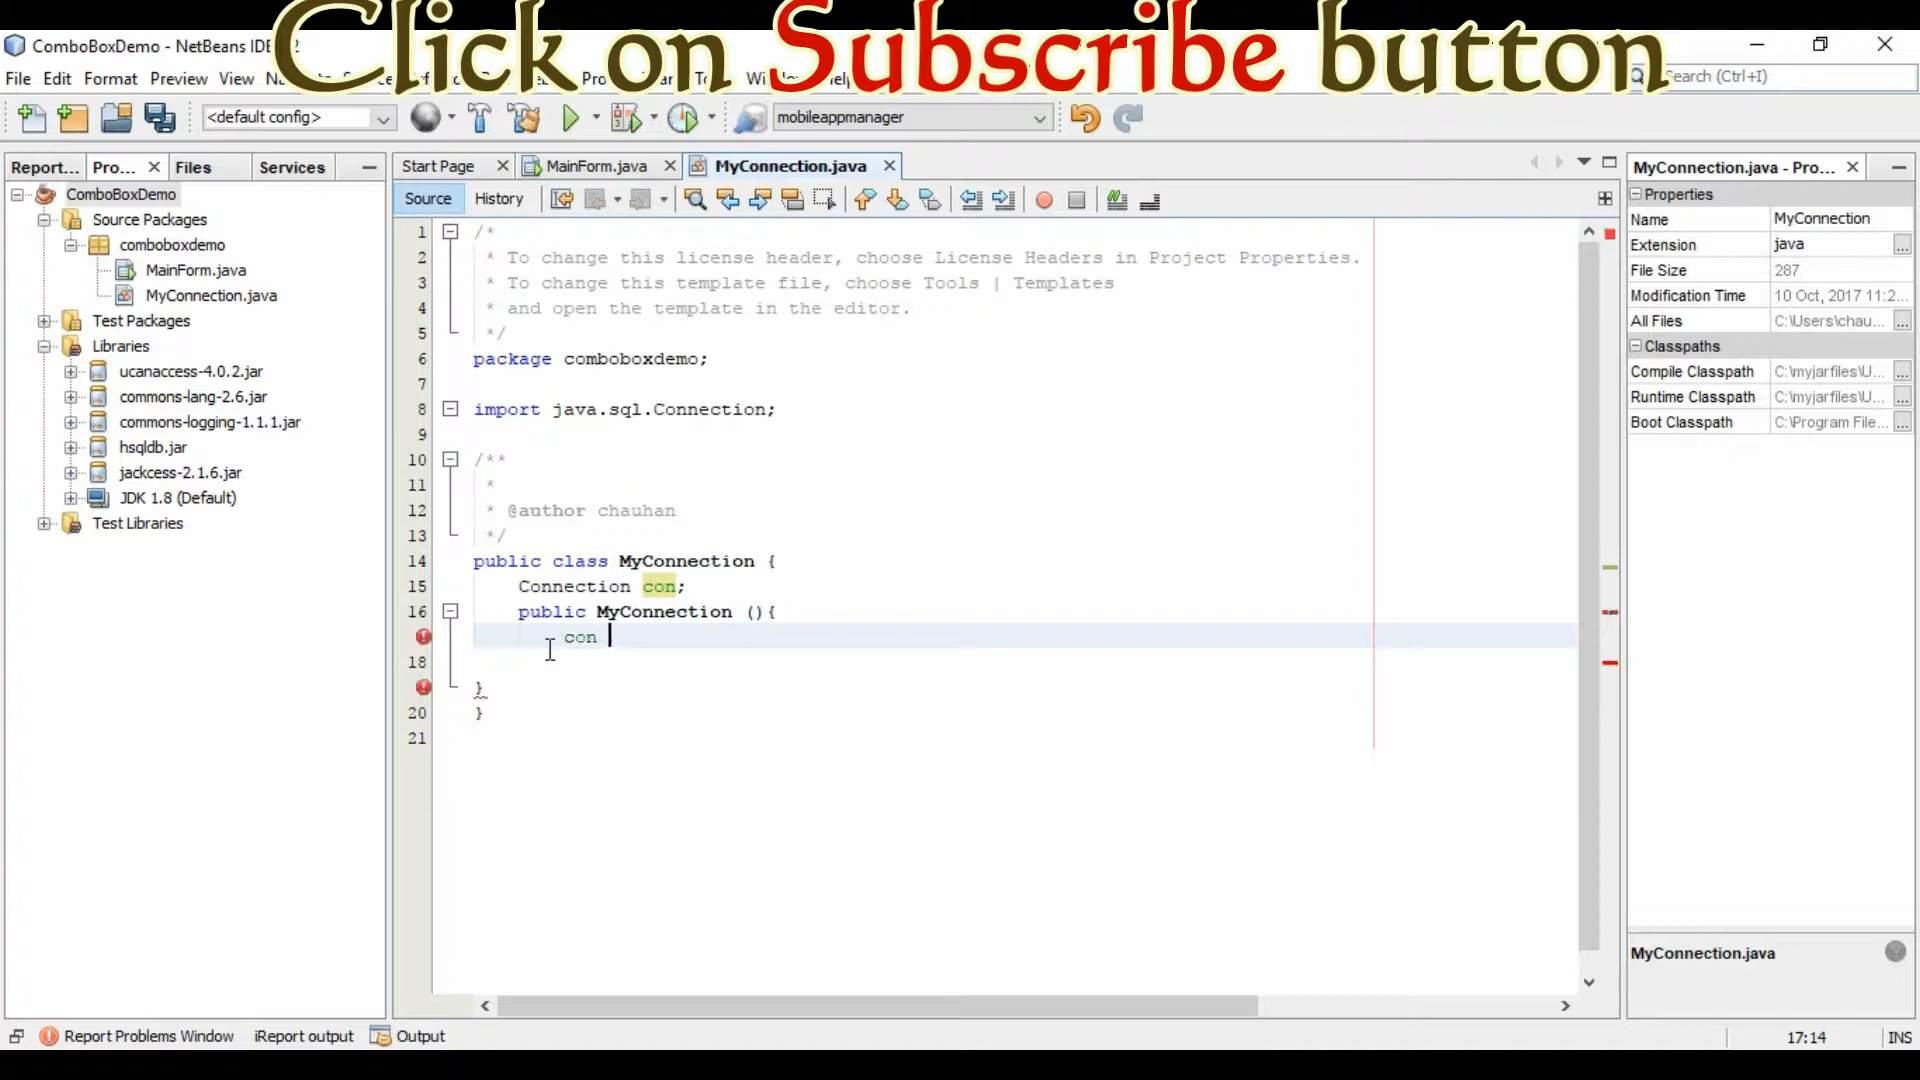 Click on Subscribe button
ComboBoxDemo - NetBeans IDE
File Edit Format Preview View
Search (Ctrl+I)
<default config>
mobileappmanager
Report... Pro... Files Services
Start Page MainForm.java MyConnection.java
MyConnection.java - Pro...
Source History
ComboBoxDemo
Source Packages
comboboxdemo
MainForm.java
MyConnection.java
Test Packages
Libraries
ucanaccess-4.0.2.jar
commons-lang-2.6.jar
commons-logging-1.1.1.jar
hsqldb.jar
jackcess-2.1.6.jar
JDK 1.8 (Default)
Test Libraries
1 /*
2 * To change this license header, choose License Headers in Project Properties.
3 * To change this template file, choose Tools | Templates
4 * and open the template in the editor.
5 */
6 package comboboxdemo;
7
8 import java.sql.Connection;
9
10 /**
11 *
12 * @author chauhan
13 */
14 public class MyConnection {
15 Connection con;
16 public MyConnection (){
con
18
}
20 }
21
Properties
Name MyConnection
Extension java ...
File Size 287
Modification Time 10 Oct, 2017 11:2...
All Files C:\Users\chau... ...
Classpaths
Compile Classpath C:\myjarfiles\U... ...
Runtime Classpath C:\myjarfiles\U... ...
Boot Classpath C:\Program File... ...
MyConnection.java
Report Problems Window iReport output Output
17:14 INS